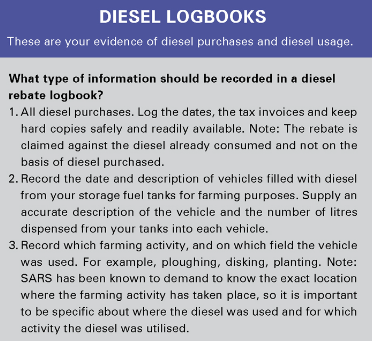 DIESEL LOGBOOKS
These are your evidence of diesel purchases and diesel usage.
What type of information should be recorded in a diesel
rebate logbook?
1. All diesel purchases. Log the dates, the tax invoices and keep
hard copies safely and readily available. Note: The rebate is
claimed against the diesel already consumed and not on the
basis of diesel purchased.
2. Record the date and description of vehicles filled with diesel
from your storage fuel tanks for farming purposes. Supply an
accurate description of the vehicle and the number of litres
dispensed from your tanks into each vehicle.
3. Record which farming activity, and on which field the vehicle
was used. For example, ploughing, disking, planting. Note:
SARS has been known to demand to know the exact location
where the farming activity has taken place, so it is important
to be specific about where the diesel was used and for which
activity the diesel was utilised.